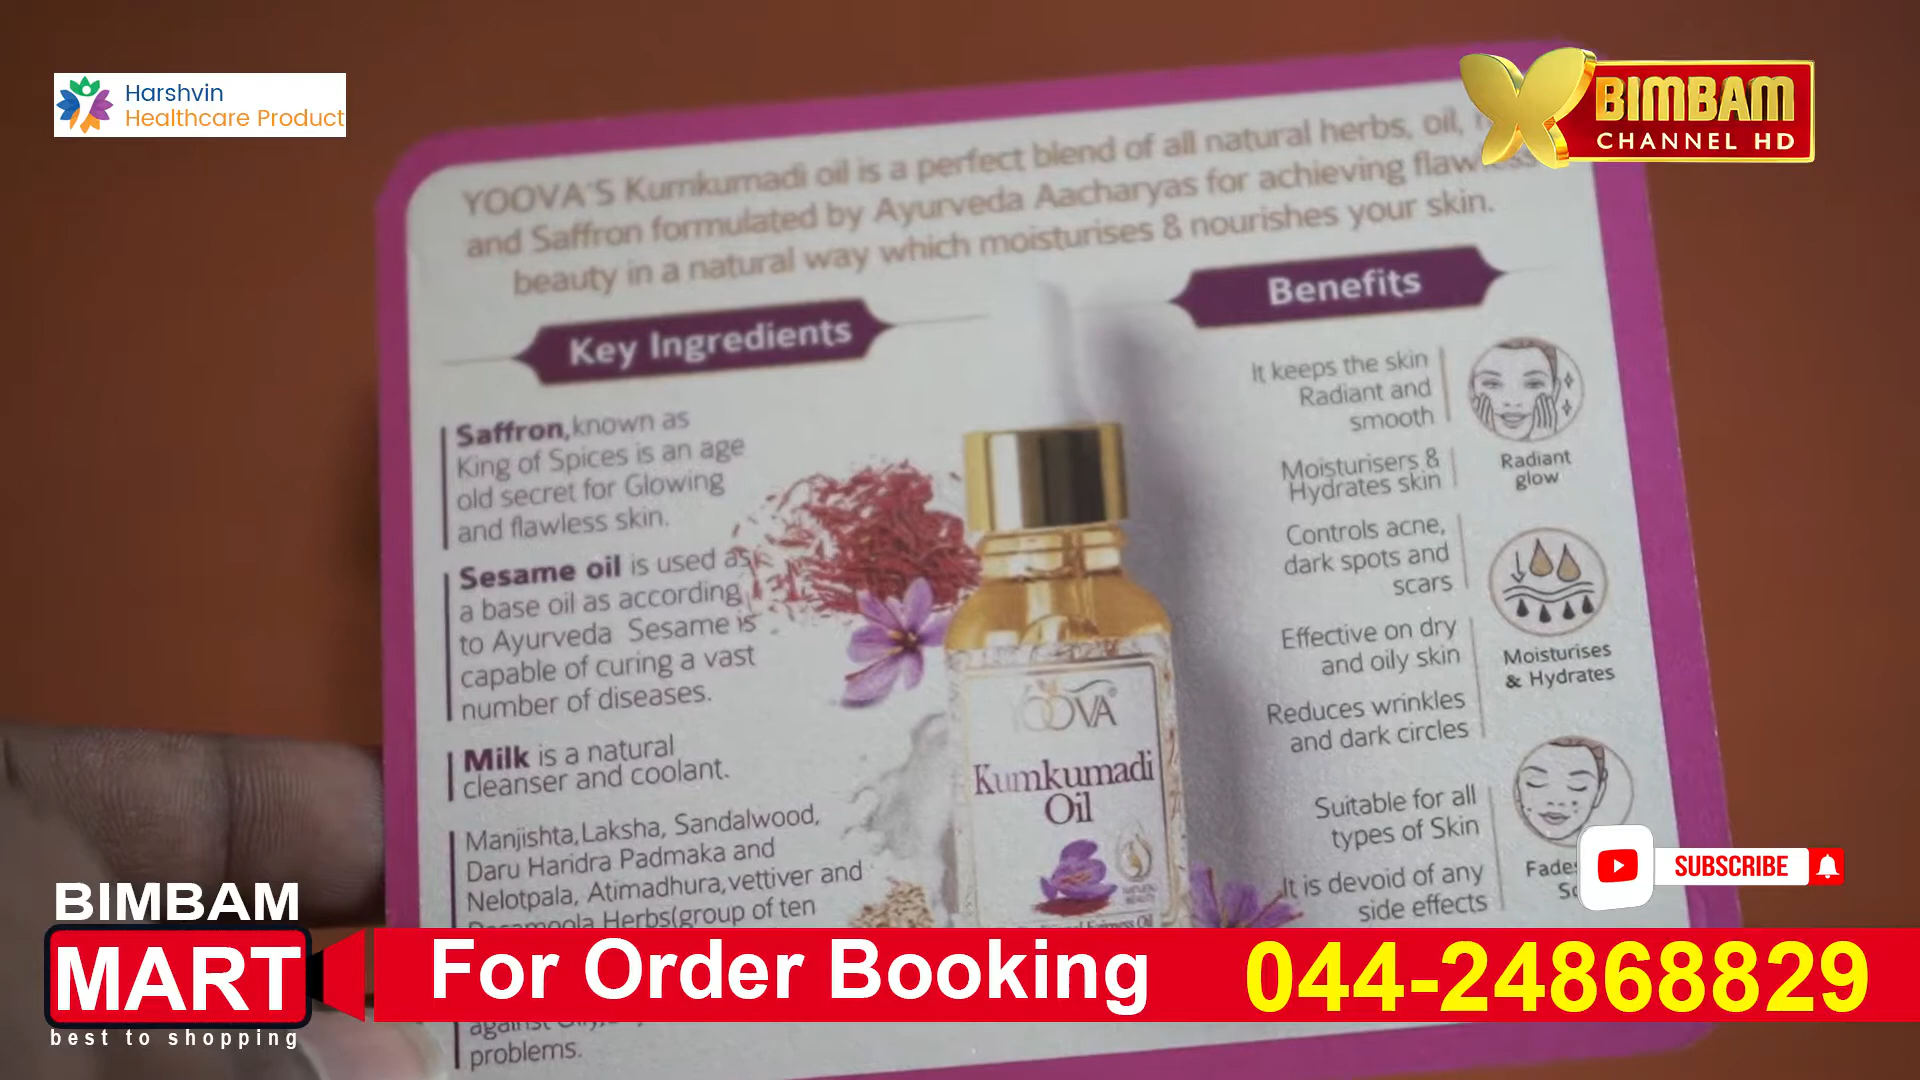 Harshvin
Healthcare Product
BIMBAM
CHANNEL HD
YOOVA'S Kumkumadi oil is a perfect blend of all natural herbs, oil,
and Saffron formulated by Ayurveda Aacharyas for achieving
beauty in a natural way which moisturises & nourishes your skin.
Key Ingredients
Saffron, known as
King of Spices is an age
old secret for Glowing
and flawless skin.
Sesame oil is used as
a base oil as according
to Ayurveda Sesame is
capable of curing a vast
number of diseases.
Milk is a natural
cleanser and coolant.
Manjishta, Laksha, Sandalwood,
Daru Haridra Padmaka and
Nelotpala, Atimadhura, vettiver and
Herbs(group of ten
against
problems.
YOOVA
Kumkumadi
Oil
Benefits
It keeps the skin
Radiant and
smooth
Moisturisers &
Hydrates skin
Controls acne,
dark spots and
scars
Effective on dry
and oily skin
Reduces wrinkles
and dark circles
Suitable for all
types of Skin
It is devoid of any
side effects
Radiant
glow
Moisturises
& Hydrates
SUBSCRIBE
BIMBAM
MART
best to shopping
For Order Booking
044-24868829